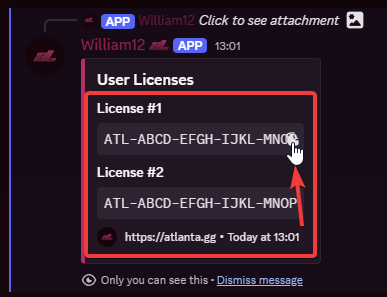 APP William12 Click to see attachment
William12 APP 13:01
User Licenses
License #1
ATL-ABCD-EFGH-IJKL-MNOP
License #2
ATL-ABCD-EFGH-IJKL-MNOP
https://atlanta.gg • Today at 13:01
Only you can see this • Dismiss message